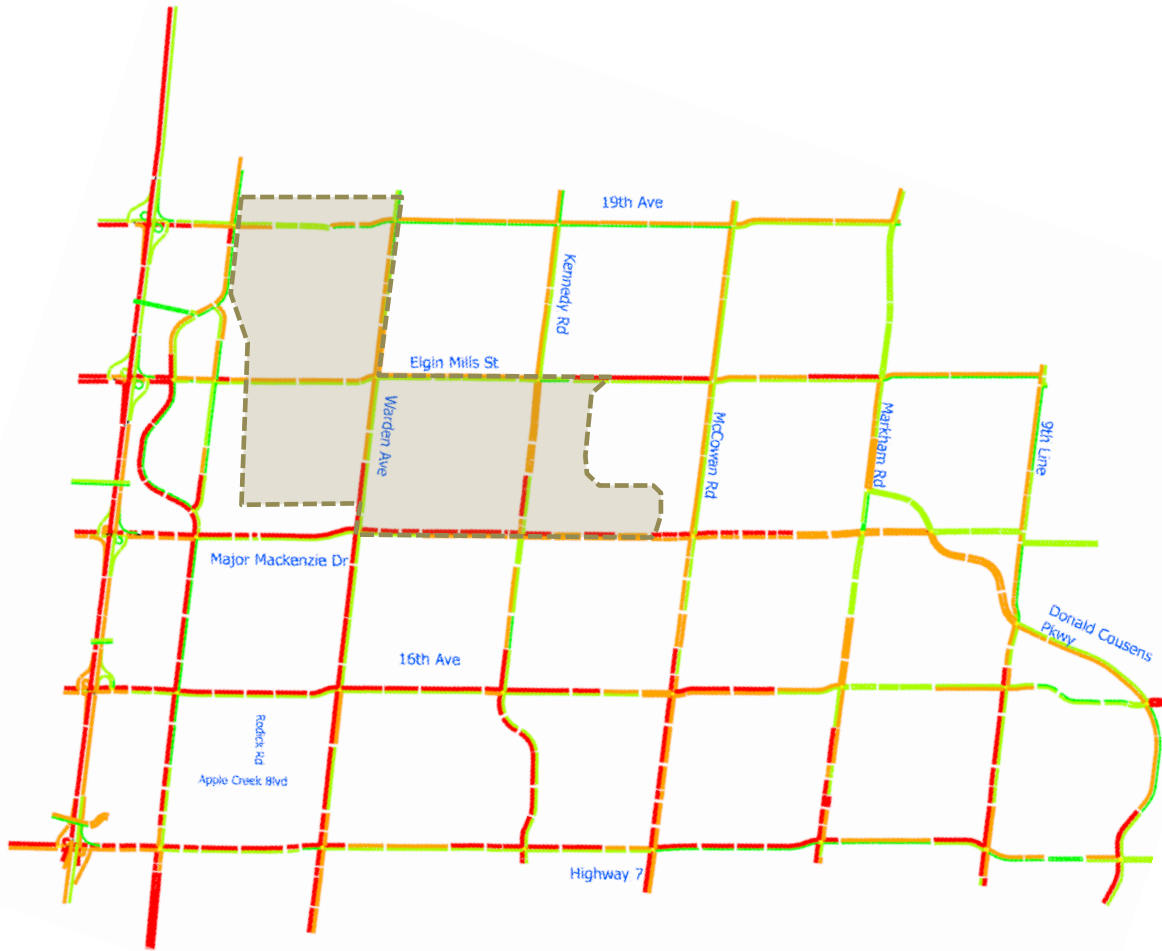 19th Ave
Kennedy Rd
Elgin Mills St
Warden Ave
McCowan Rd
Markham Rd
9th Line
Major Mackenzie Dr
Donald Cousens
Pkwy
16th Ave
Rodick Rd
Apple Creek Blvd
Highway 7